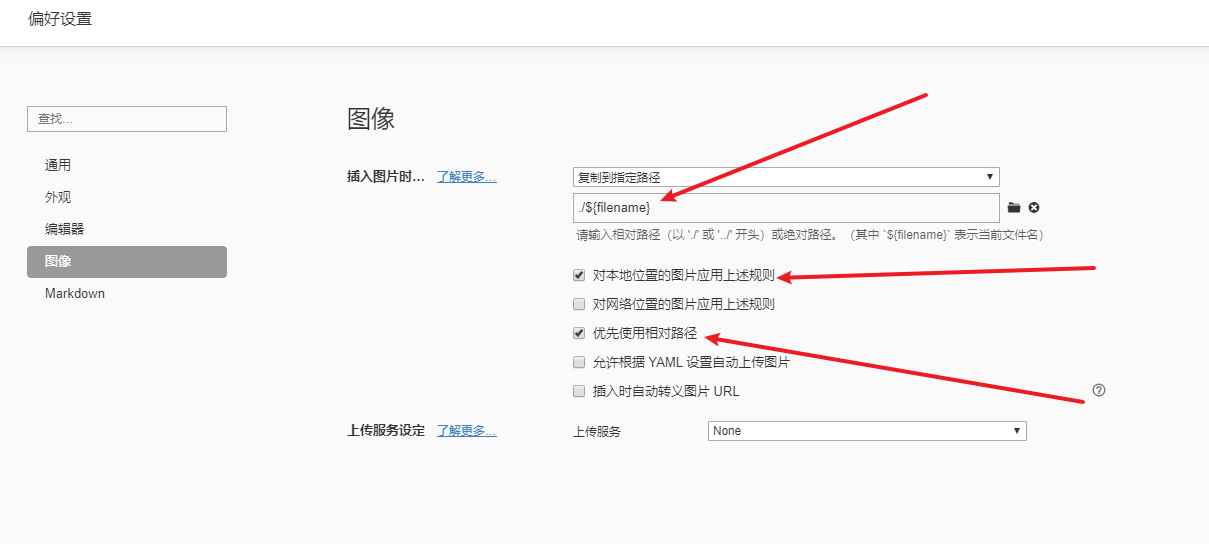 偏好设置
查找...
通用
外观
编辑器
图像
Markdown
图像
插入图片时... 了解更多...
复制到指定路径
./${filename}
请输入相对路径（以 './' 或 '../' 开头）或绝对路径。（其中 `${filename}` 表示当前文件名）
对本地位置的图片应用上述规则
对网络位置的图片应用上述规则
优先使用相对路径
允许根据 YAML 设置自动上传图片
插入时自动转义图片 URL
上传服务设定 了解更多...
上传服务 None